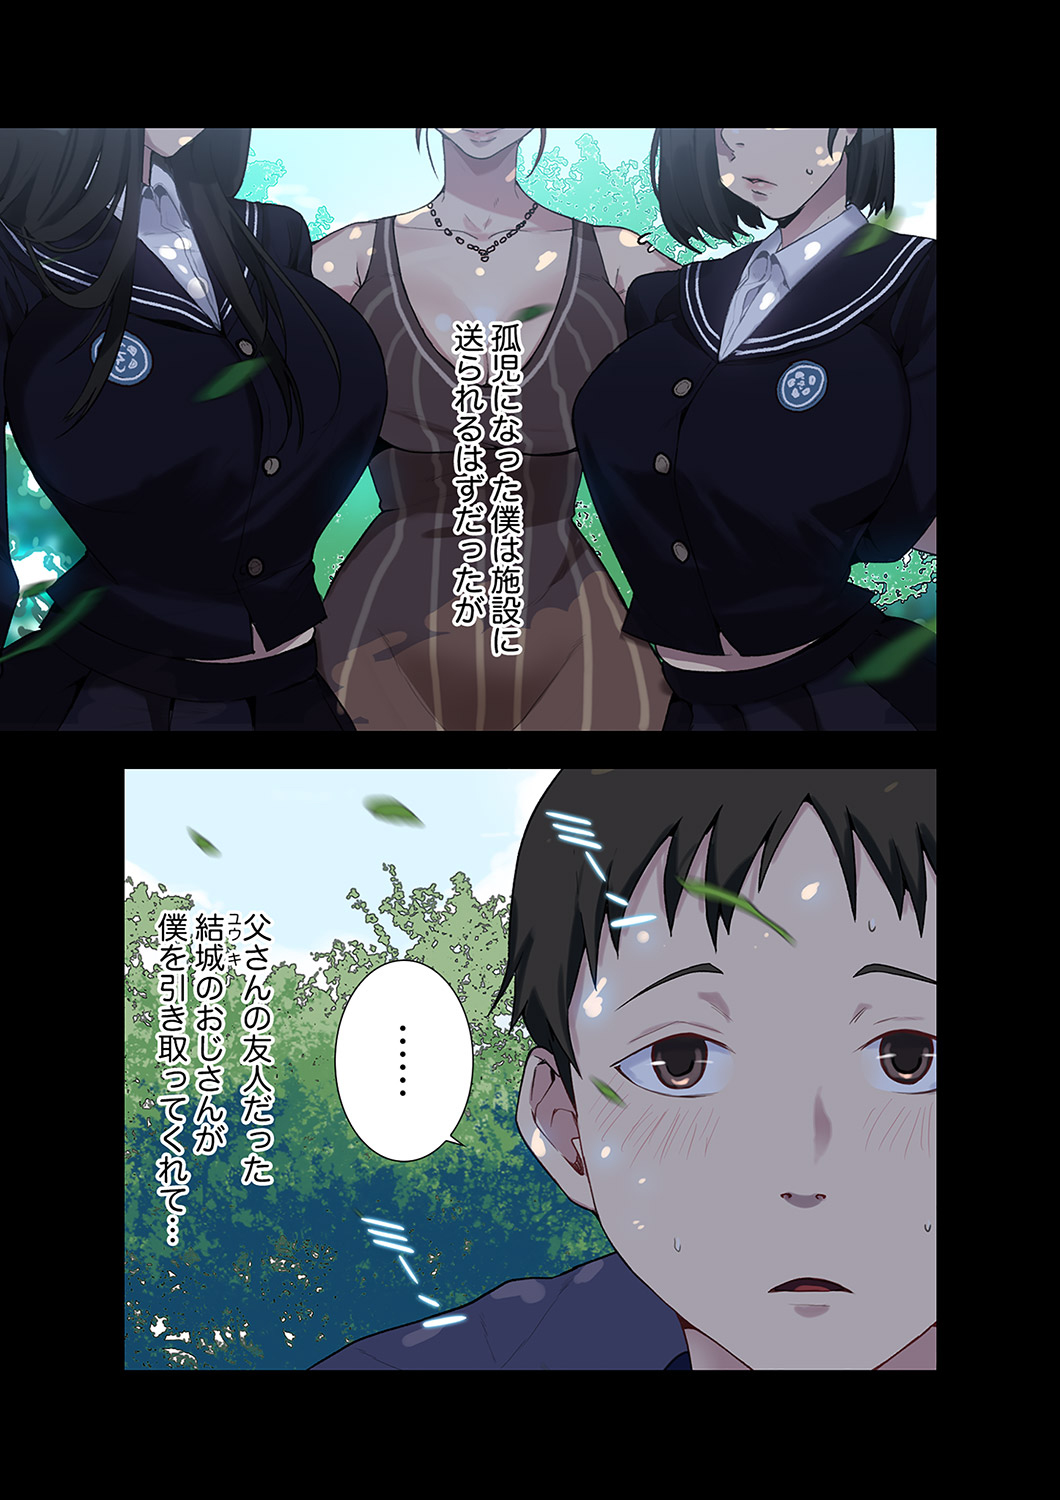 孤児になった僕は施設に
送られるはずだったが
……
父さんの友人だった
結城のおじさんが
ユウキ
僕を引き取ってくれて…